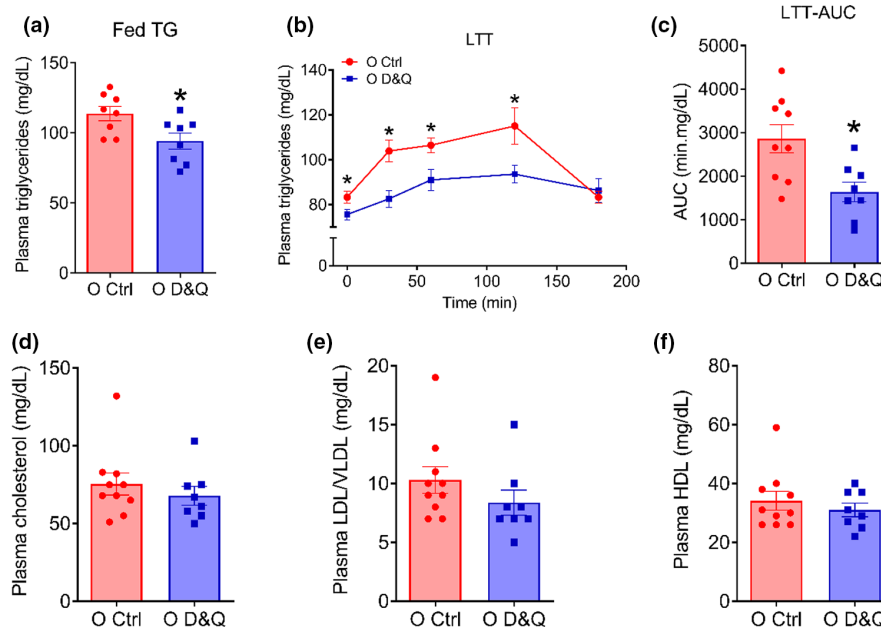 (a)
Fed TG
Plasma triglycerides (mg/dL)
150
100
50
0
*
O Ctrl
O D&Q
(b)
LTT
O Ctrl
O D&Q
Plasma triglycerides (mg/dL)
140
120
100
80
0
*
*
*
*
0
50
100
150
200
Time (min)
(c)
LTT-AUC
AUC (min.mg/dL)
5000
4000
3000
2000
1000
0
*
O Ctrl
O D&Q
(d)
Plasma cholesterol (mg/dL)
150
100
50
0
O Ctrl
O D&Q
(e)
Plasma LDL/VLDL (mg/dL)
20
15
10
5
0
O Ctrl
O D&Q
(f)
Plasma HDL (mg/dL)
80
60
40
20
0
O Ctrl
O D&Q